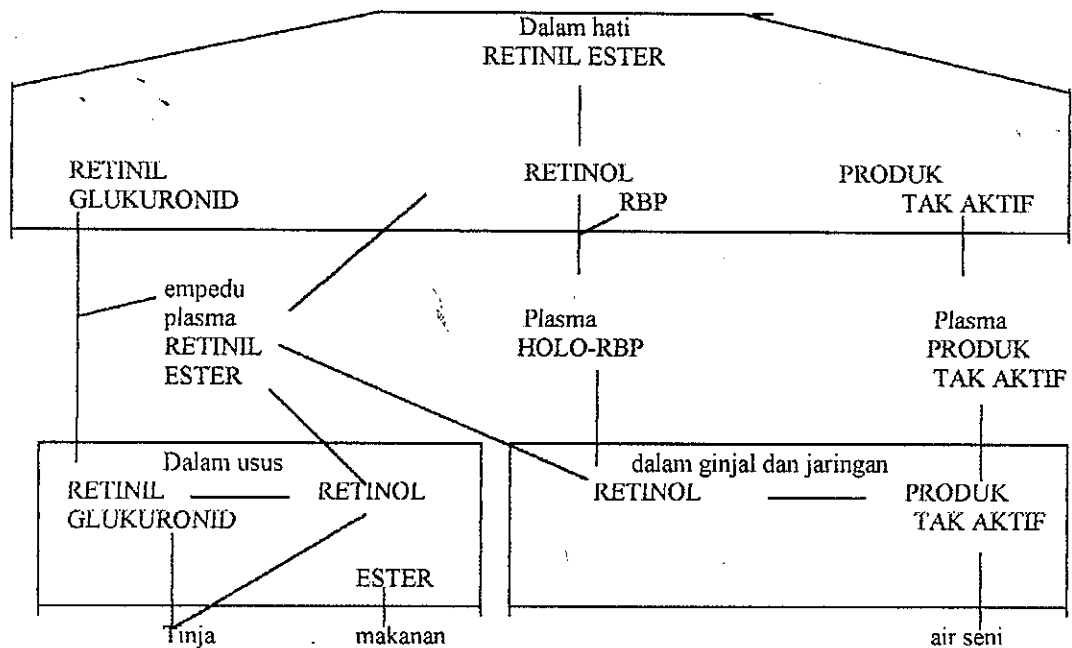 Dalam hati
RETINIL ESTER
RETINIL
GLUKURONID
RETINOL
RBP
PRODUK
TAK AKTIF
empedu
plasma
RETINIL
ESTER
Plasma
HOLO-RBP
Plasma
PRODUK
TAK AKTIF
Dalam usus
RETINIL
GLUKURONID
RETINOL
ESTER
Tinja
makanan
dalam ginjal dan jaringan
RETINOL
PRODUK
TAK AKTIF
air seni